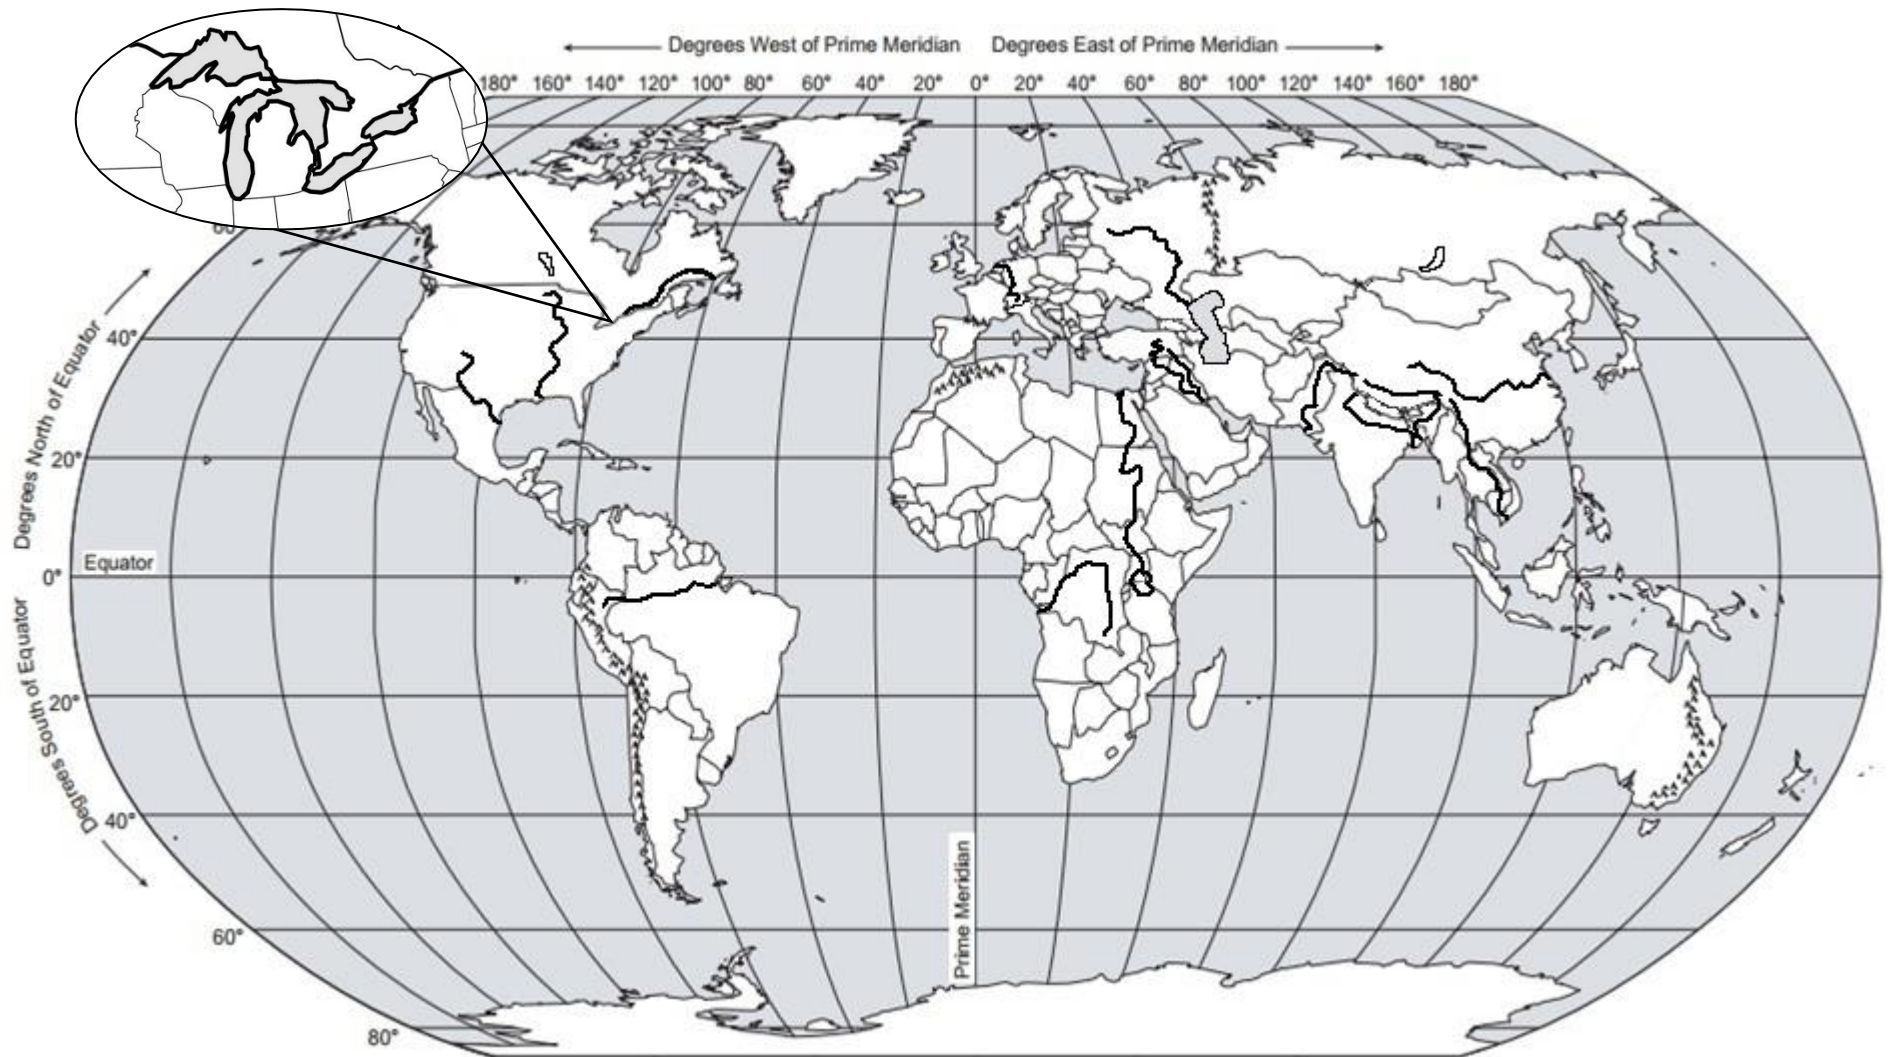 Degrees West of Prime Meridian Degrees East of Prime Meridian
180° 160° 140° 120° 100° 80° 60° 40° 20° 0° 20° 40° 60° 80° 100° 120° 140° 160° 180°
Degrees North of Equator
40°
20°
Equator
0°
Degrees South of Equator
20°
40°
Prime Meridian
60°
80°